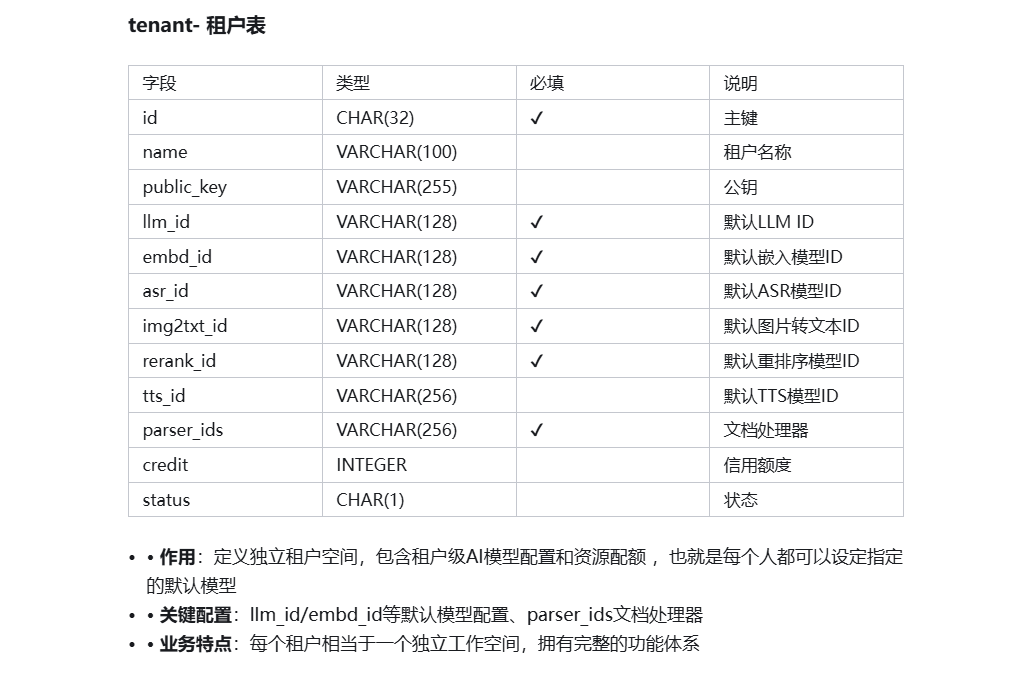 tenant- 租户表
字段 类型 必填 说明
id CHAR(32) ✓ 主键
name VARCHAR(100) 租户名称
public_key VARCHAR(255) 公钥
llm_id VARCHAR(128) ✓ 默认LLM ID
embd_id VARCHAR(128) ✓ 默认嵌入模型ID
asr_id VARCHAR(128) ✓ 默认ASR模型ID
img2txt_id VARCHAR(128) ✓ 默认图片转文本ID
rerank_id VARCHAR(128) ✓ 默认重排序模型ID
tts_id VARCHAR(256) 默认TTS模型ID
parser_ids VARCHAR(256) ✓ 文档处理器
credit INTEGER 信用额度
status CHAR(1) 状态
• • 作用：定义独立租户空间，包含租户级AI模型配置和资源配额 ，也就是每个人都可以设定指定
的默认模型
• • 关键配置：llm_id/embd_id等默认模型配置、parser_ids文档处理器
• • 业务特点：每个租户相当于一个独立工作空间，拥有完整的功能体系